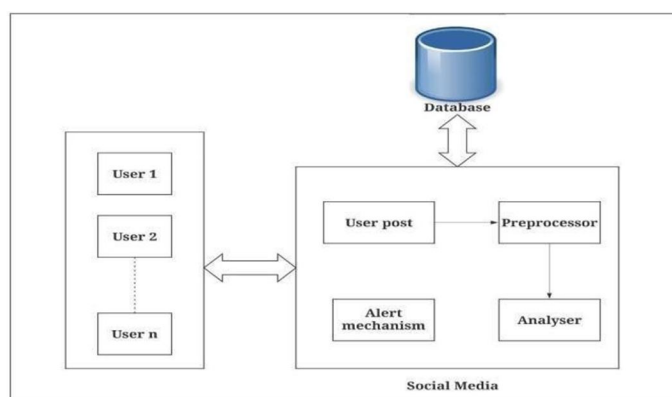 Database
User 1
User 2
User n
User post
Preprocessor
Alert
mechanism
Analyser
Social Media